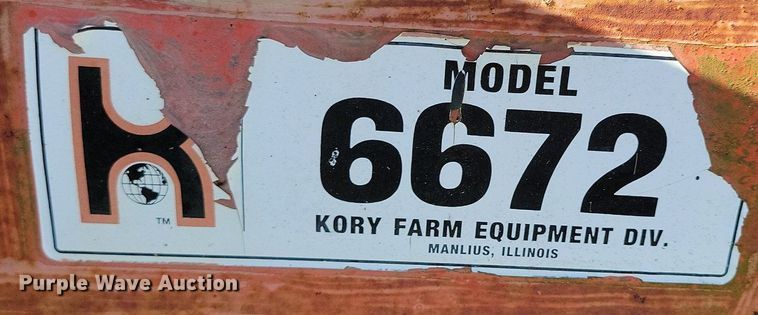 MODEL
6672
KORY FARM EQUIPMENT DIV.
MANLIUS, ILLINOIS
TM
Purple Wave Auction